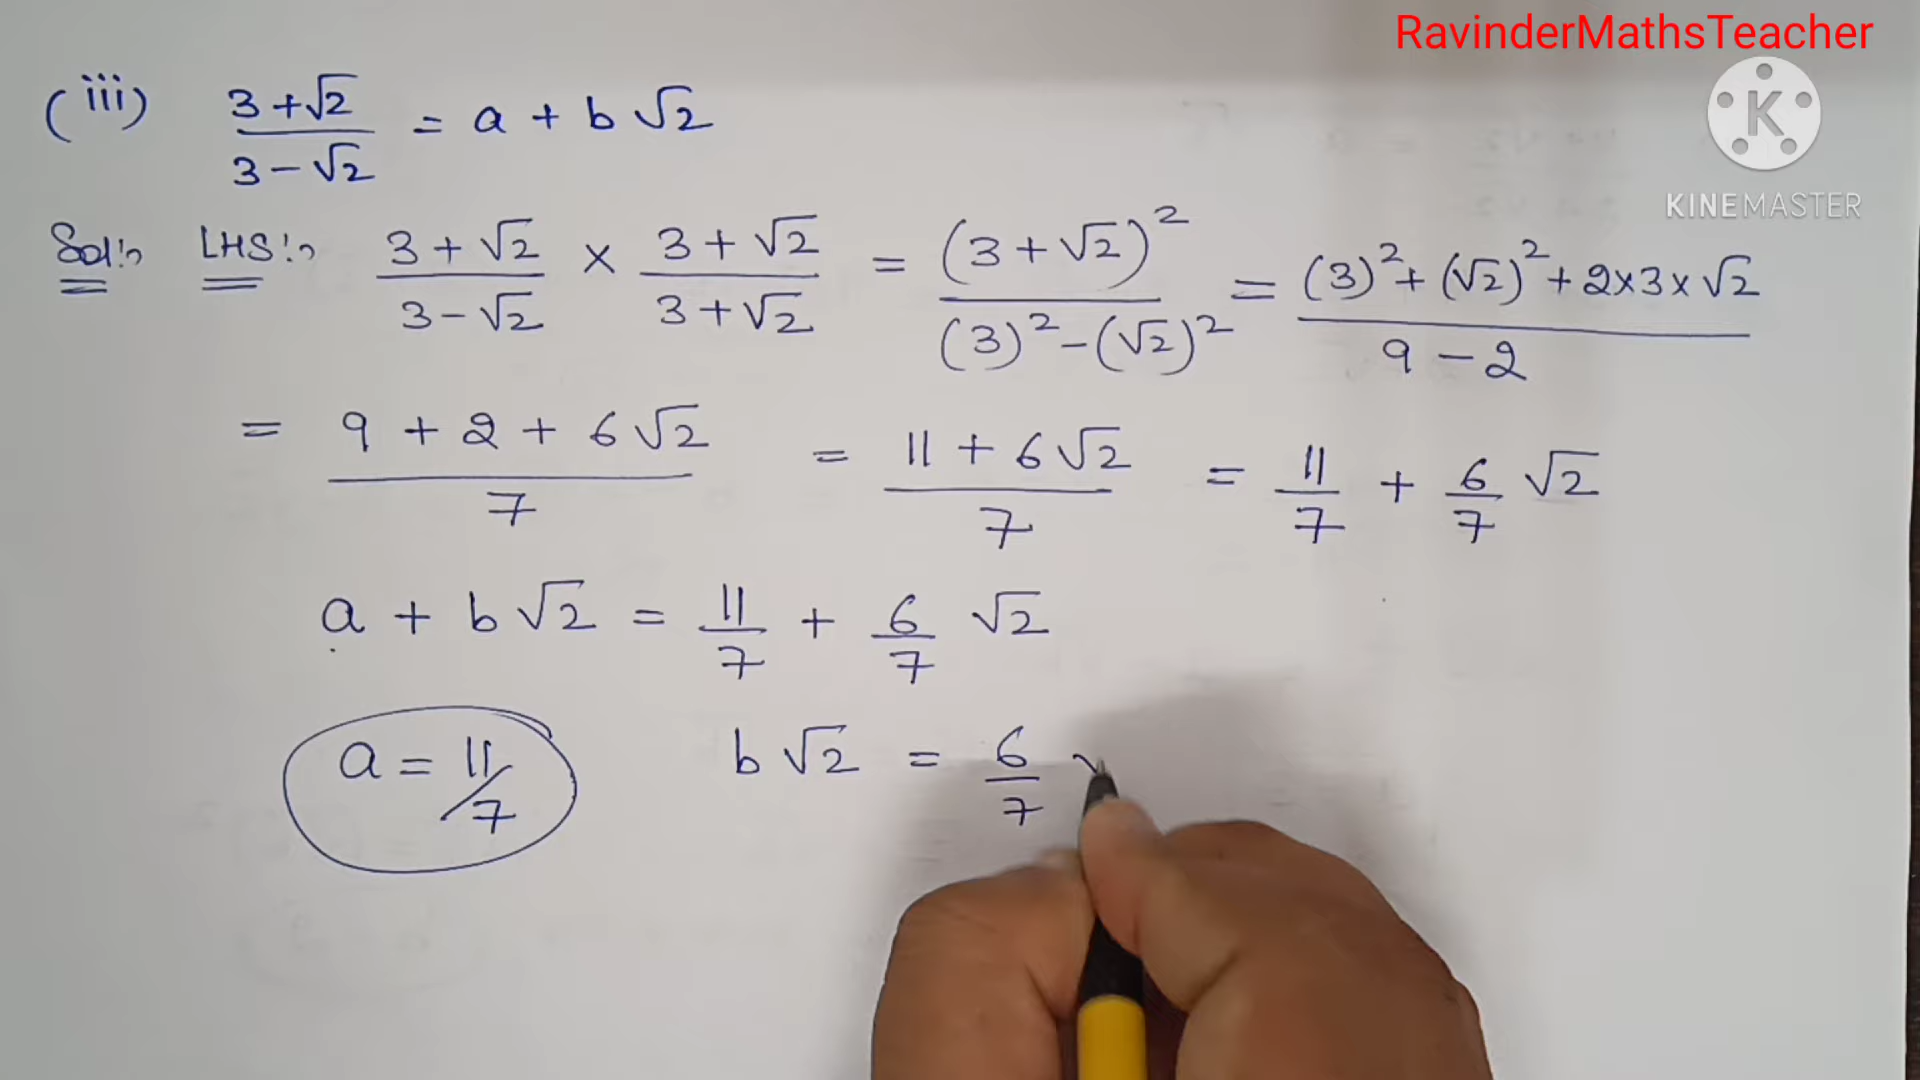 RavinderMathsTeacher
K
KINEMASTER
(iii) (3+√2)/(3-√2) = a + b√2
Sol:> LHS:> (3+√2)/(3-√2) × (3+√2)/(3+√2) = (3+√2)²/((3)²-(√2)²) = ((3)²+(√2)²+2×3×√2)/(9-2)
= (9+2+6√2)/7 = (11+6√2)/7 = 11/7 + 6/7 √2
a + b√2 = 11/7 + 6/7 √2
a = 11/7 b√2 = 6/7